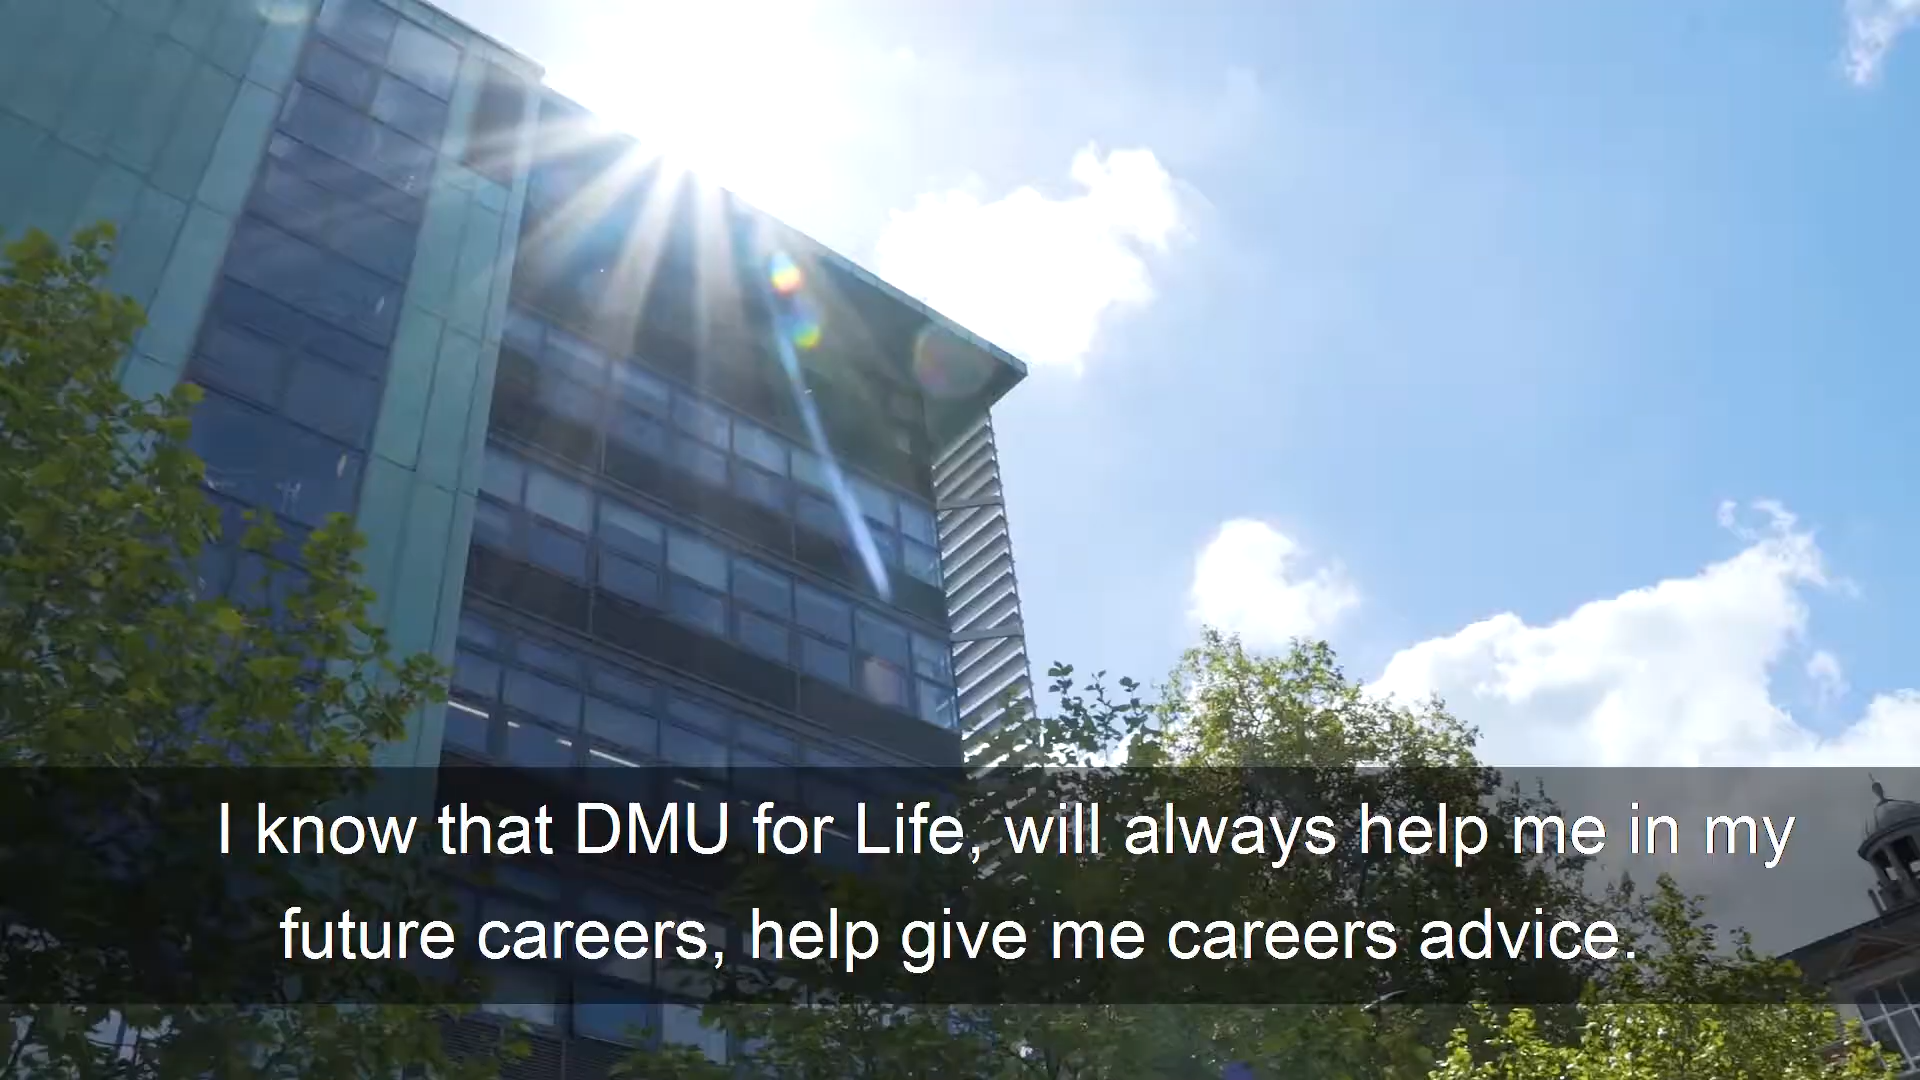 I know that DMU for Life, will always help me in my
future careers, help give me careers advice.